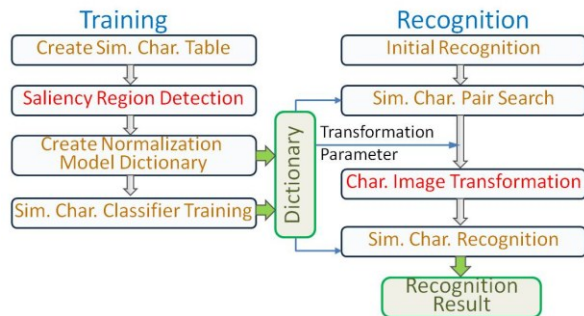 Training
Create Sim. Char. Table
Saliency Region Detection
Create Normalization
Model Dictionary
Sim. Char. Classifier Training
Dictionary
Transformation
Parameter
Recognition
Initial Recognition
Sim. Char. Pair Search
Char. Image Transformation
Sim. Char. Recognition
Recognition
Result